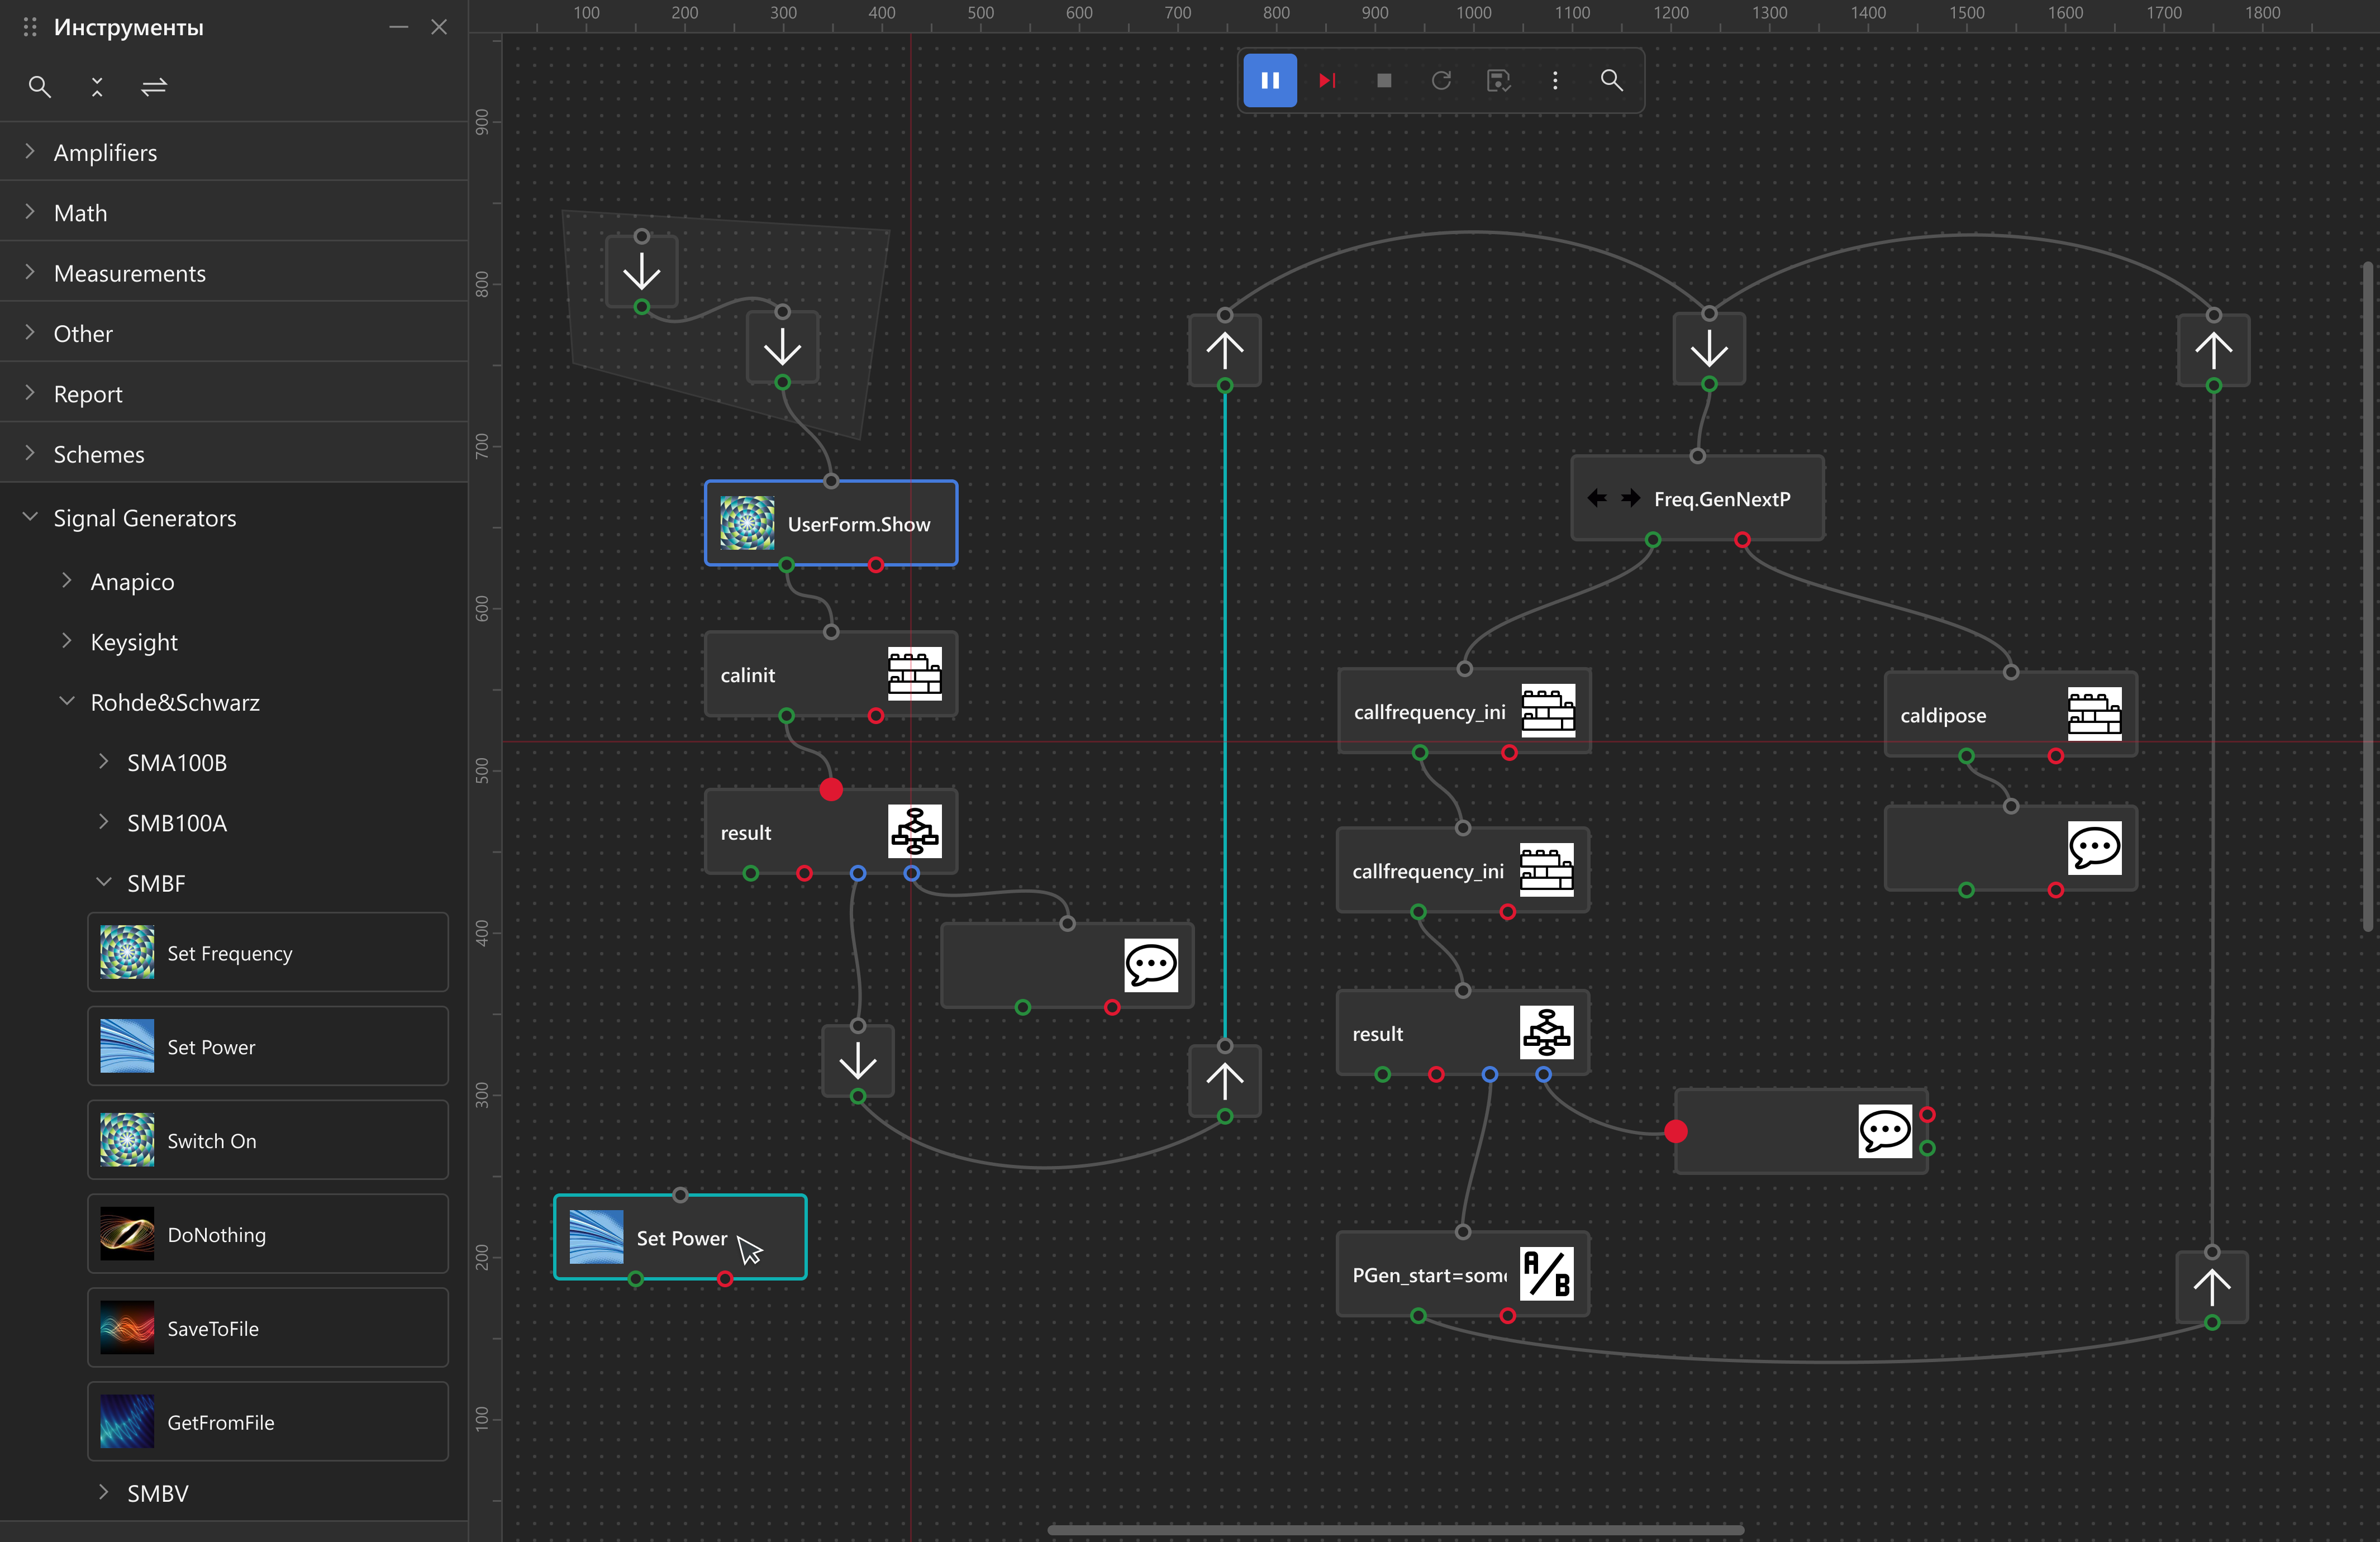 Инструменты
Amplifiers
Math
Measurements
Other
Report
Schemes
Signal Generators
Anapico
Keysight
Rohde&Schwarz
SMA100B
SMB100A
SMBF
Set Frequency
Set Power
Switch On
DoNothing
SaveToFile
GetFromFile
SMBV
100 200 300 400 500 600 700 800 900 1000 1100 1200 1300 1400 1500 1600 1700 1800
900
800
700
600
500
400
300
200
100
UserForm.Show
calinit
result
Set Power
Freq.GenNextP
callfrequency_ini
callfrequency_ini
result
PGen_start=some
A/B
caldipose